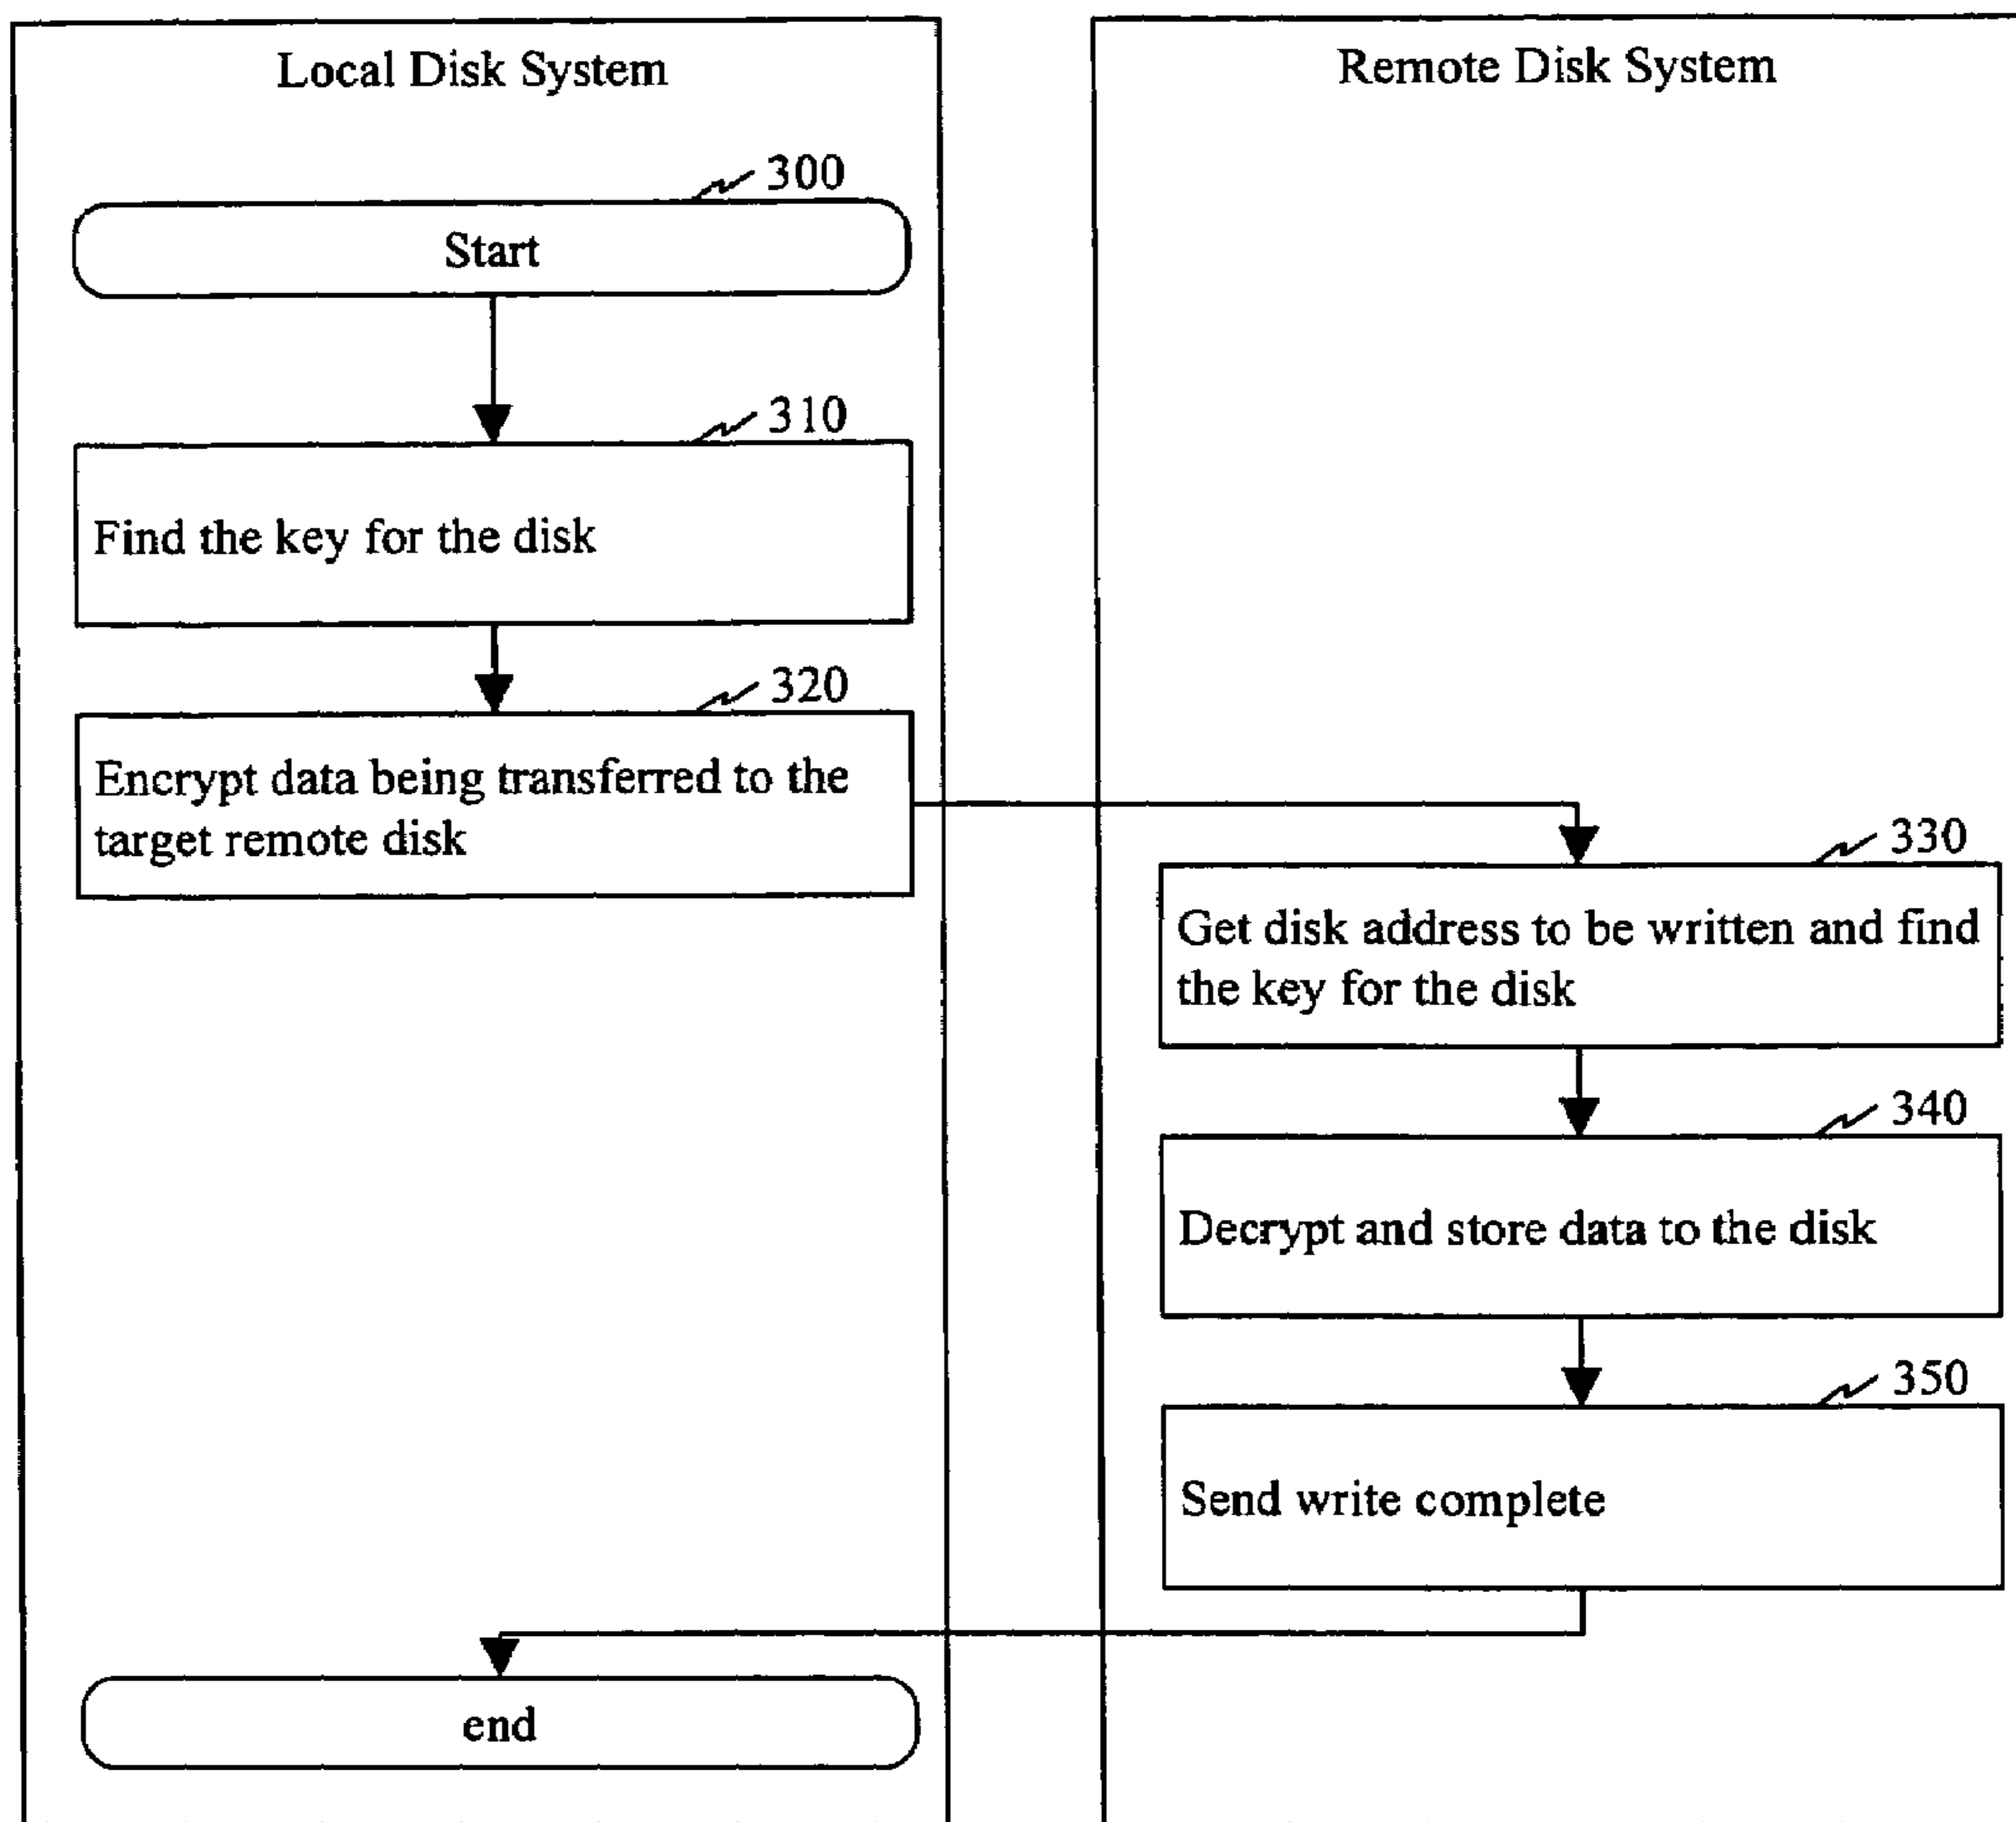 Local Disk System
Remote Disk System
300
Start
310
Find the key for the disk
320
Encrypt data being transferred to the
target remote disk
330
Get disk address to be written and find
the key for the disk
340
Decrypt and store data to the disk
350
Send write complete
end